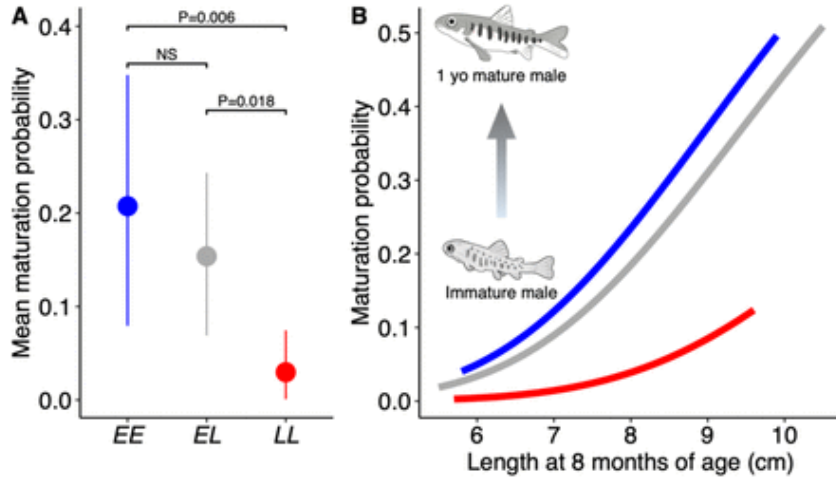 A
Mean maturation probability
0.4
0.3
0.2
0.1
0.0
P=0.006
NS
P=0.018
EE EL LL
B
Maturation probability
0.5
0.4
0.3
0.2
0.1
0.0
1 yo mature male
Immature male
6 7 8 9 10
Length at 8 months of age (cm)